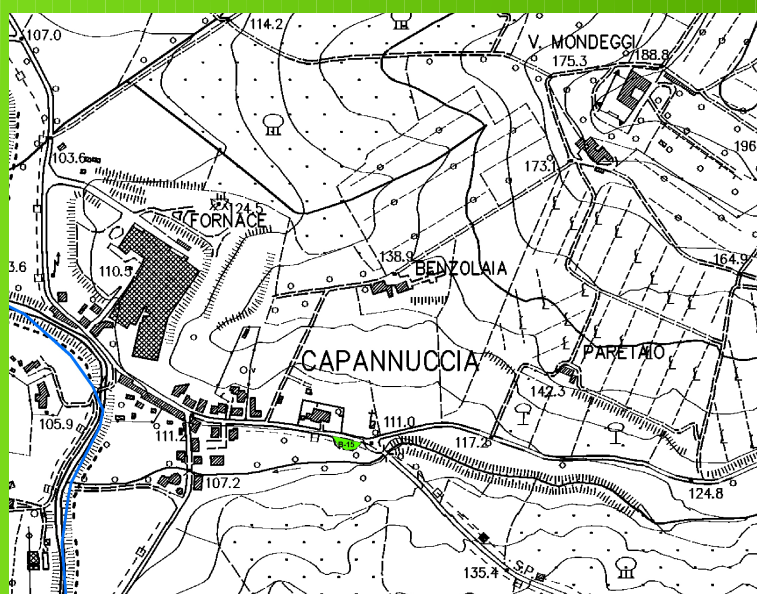 107.0
114.2
V. MONDEGGI
175.3
188.8
103.6
173.
196
124.5
FORNACE
138.9
BENZOLAIA
164.9
3.6
110.5
CAPANNUCCIA
PARETAIO
142.3
105.9
111.2
111.0
B-15
117.2
107.2
124.8
135.4
S.P.